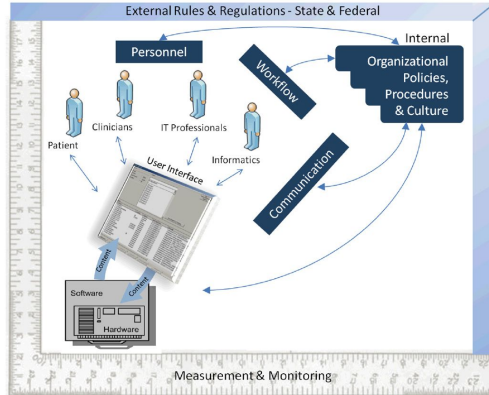 External Rules & Regulations - State & Federal
Personnel
Internal
Organizational
Policies,
Procedures
& Culture
Workflow
Clinicians
IT Professionals
Patient
Informatics
User Interface
Communication
Content
Content
Software
Hardware
Measurement & Monitoring